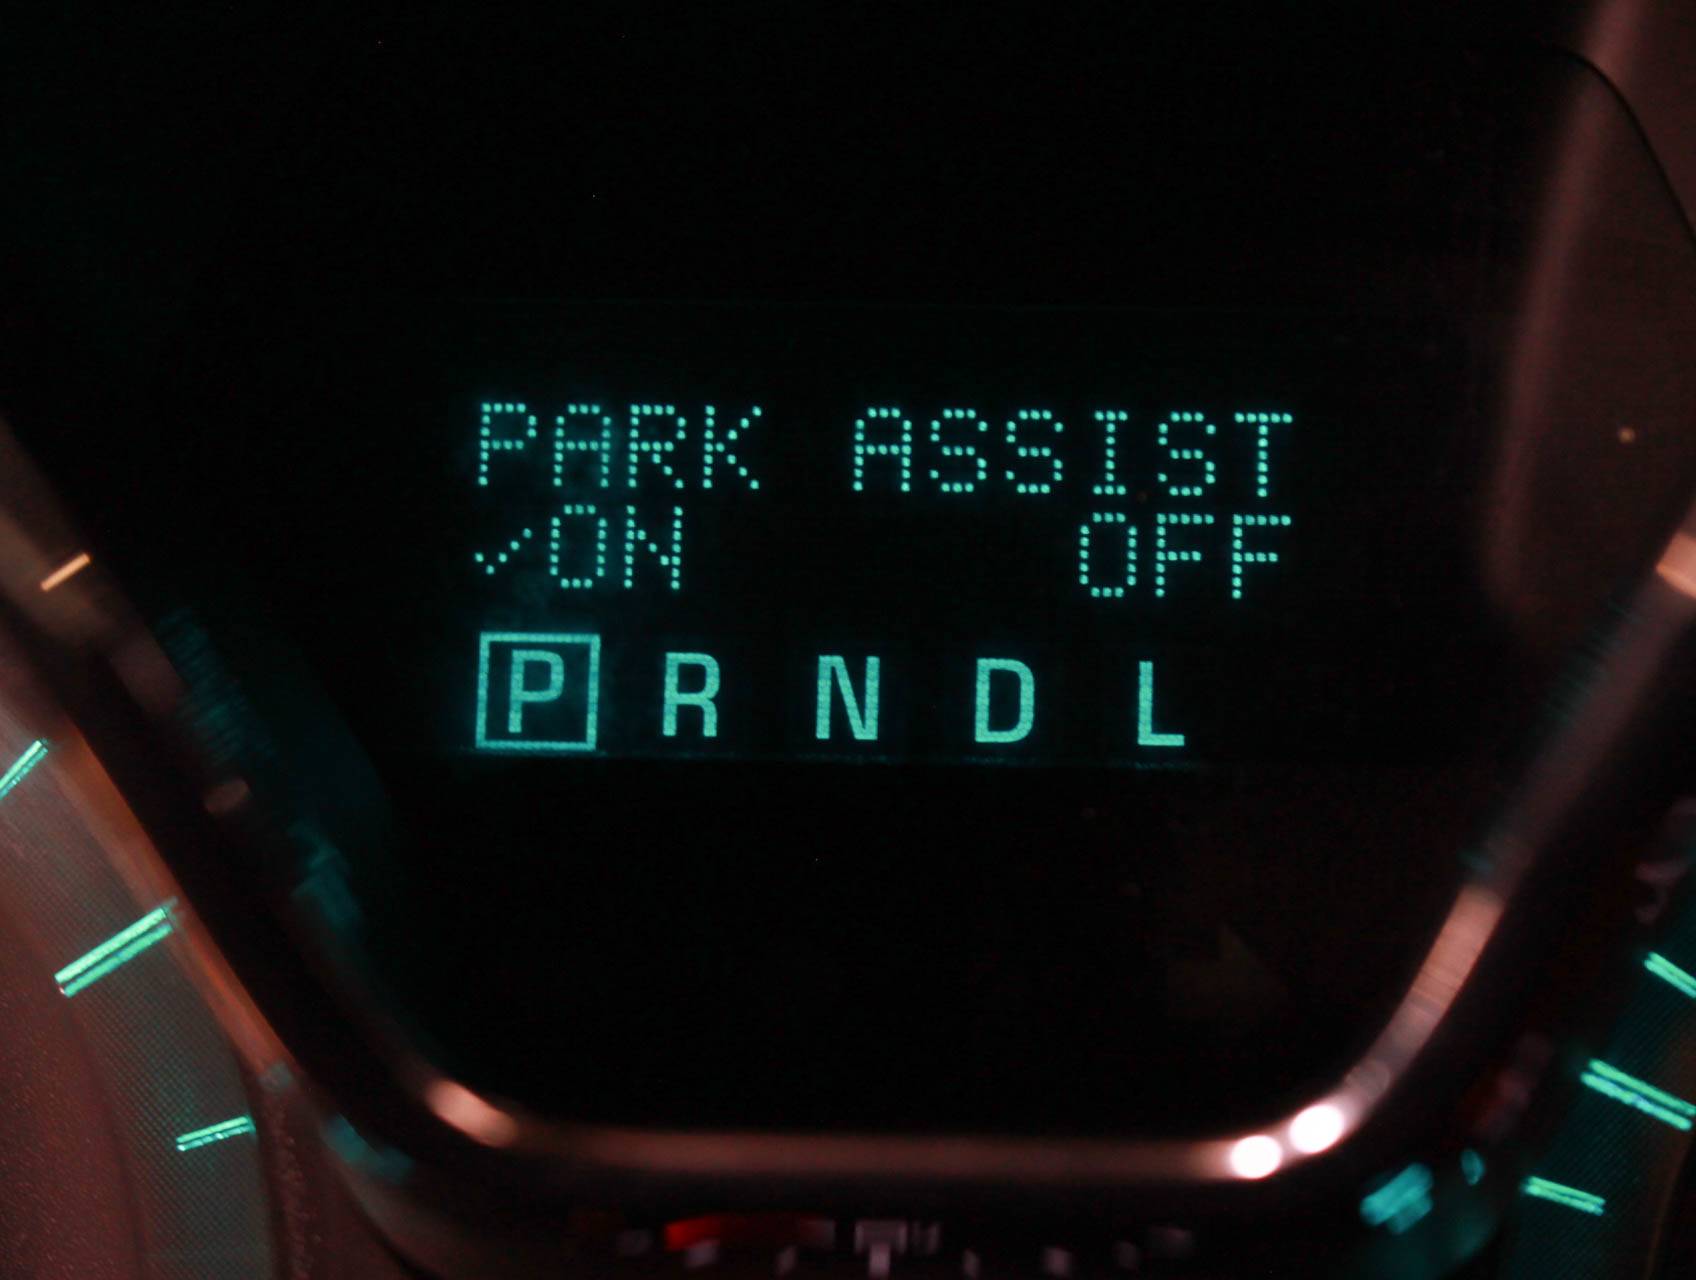 PARK ASSIST
✓ON OFF
P R N D L